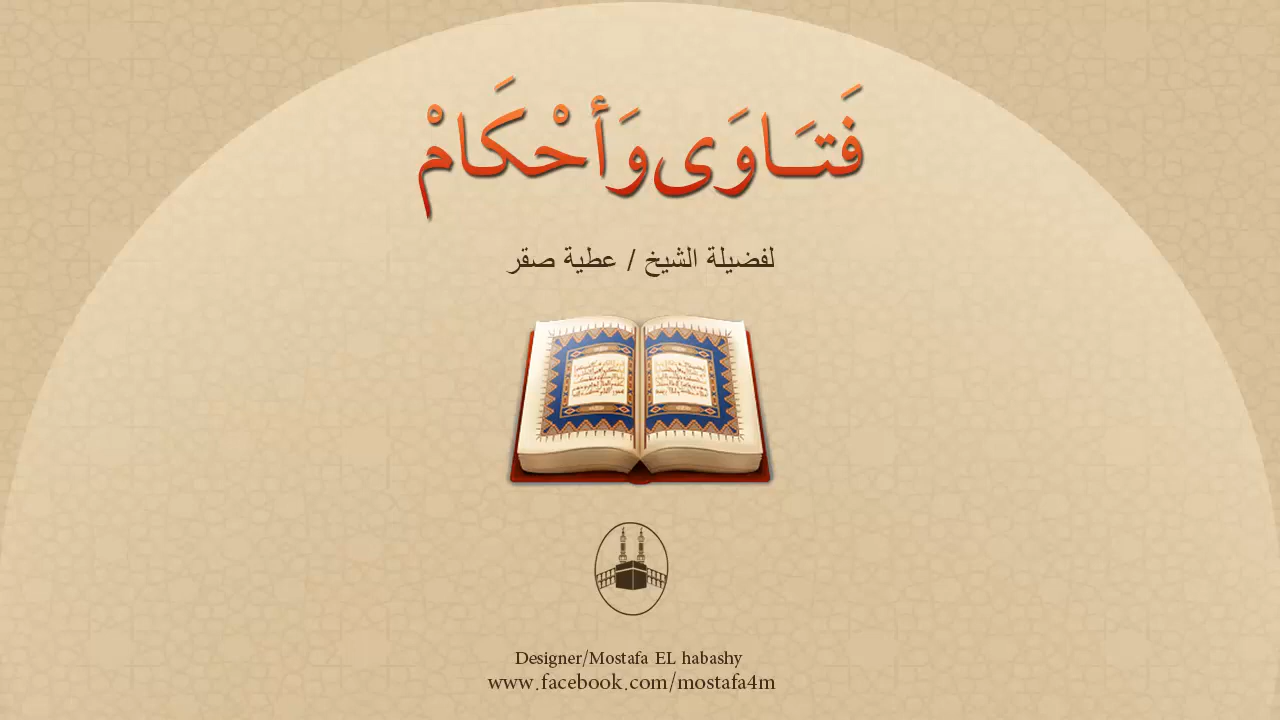 فَتَاوَى وَأَحْكَامْ
لفضيلة الشيخ / عطية صقر
Designer/Mostafa EL habashy
www.facebook.com/mostafa4m